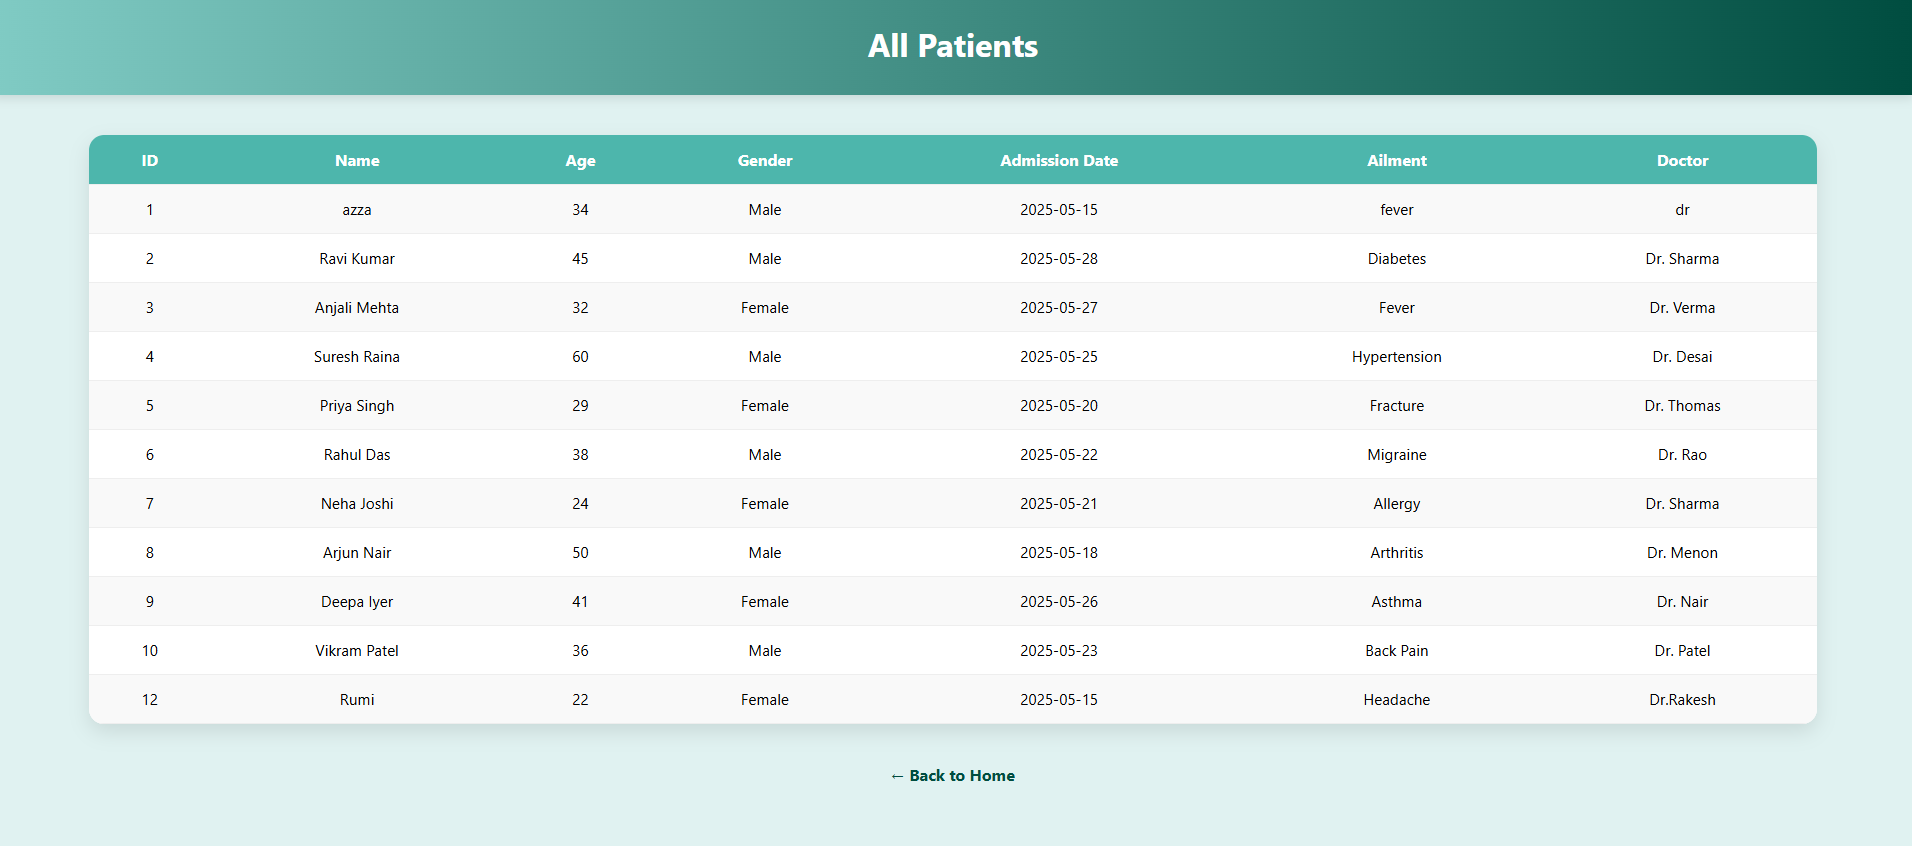 All Patients
ID Name Age Gender Admission Date Ailment Doctor
1 azza 34 Male 2025-05-15 fever dr
2 Ravi Kumar 45 Male 2025-05-28 Diabetes Dr. Sharma
3 Anjali Mehta 32 Female 2025-05-27 Fever Dr. Verma
4 Suresh Raina 60 Male 2025-05-25 Hypertension Dr. Desai
5 Priya Singh 29 Female 2025-05-20 Fracture Dr. Thomas
6 Rahul Das 38 Male 2025-05-22 Migraine Dr. Rao
7 Neha Joshi 24 Female 2025-05-21 Allergy Dr. Sharma
8 Arjun Nair 50 Male 2025-05-18 Arthritis Dr. Menon
9 Deepa Iyer 41 Female 2025-05-26 Asthma Dr. Nair
10 Vikram Patel 36 Male 2025-05-23 Back Pain Dr. Patel
12 Rumi 22 Female 2025-05-15 Headache Dr.Rakesh
← Back to Home